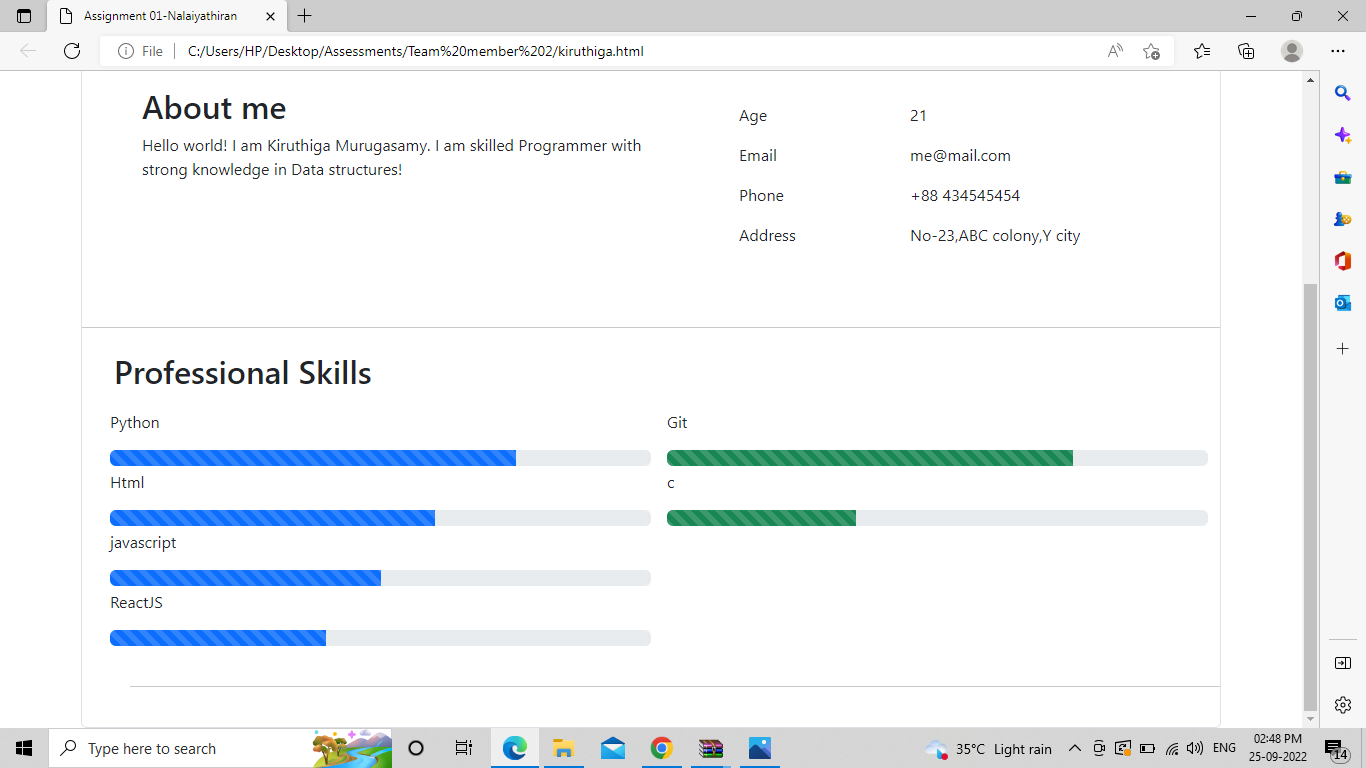 Assignment 01-Nalaiyathiran
File
C:/Users/HP/Desktop/Assessments/Team%20member%202/kiruthiga.html
About me
Hello world! I am Kiruthiga Murugasamy. I am skilled Programmer with
strong knowledge in Data structures!
Age 21
Email me@mail.com
Phone +88 434545454
Address No-23,ABC colony,Y city
Professional Skills
Python
Html
javascript
ReactJS
Git
c
Type here to search
35°C Light rain
ENG
02:48 PM
25-09-2022
14